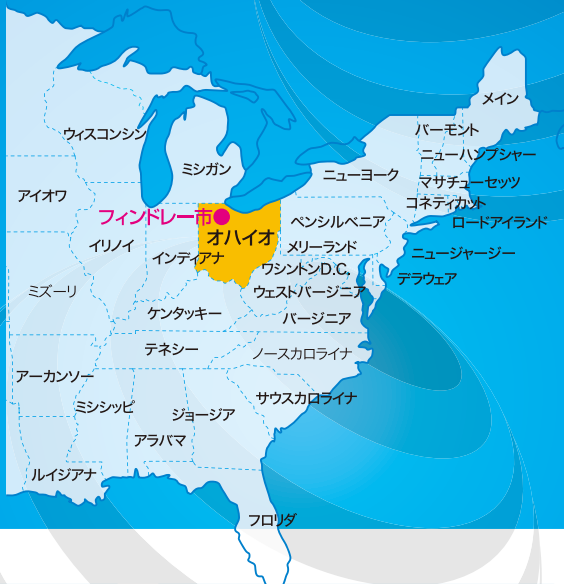 メイン
バーモント
ウィスコンシン
ニューハンプシャー
ミシガン
ニューヨーク
マサチューセッツ
アイオワ
コネティカット
フィンドレー市
ペンシルベニア
ロードアイランド
オハイオ
イリノイ
メリーランド
インディアナ
ニュージャージー
ワシントンD.C.
デラウェア
ミズーリ
ウェストバージニア
ケンタッキー
バージニア
テネシー
ノースカロライナ
アーカンソー
サウスカロライナ
ミシシッピ
ジョージア
アラバマ
ルイジアナ
フロリダ